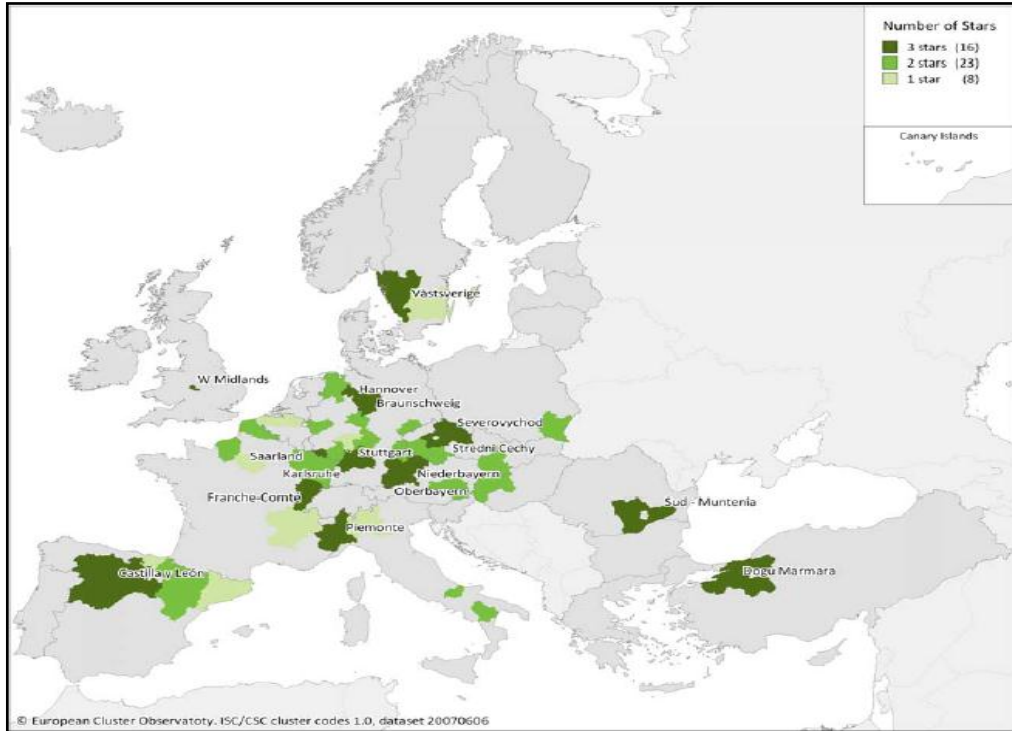 Number of Stars
3 stars (16)
2 stars (23)
1 star (8)
Canary Islands
Västsverige
W Midlands
Hannover
Braunschweig
Severovychod
Saarland
Stuttgart
Stredni Cechy
Karlsruhe
Niederbayern
Franche-Comté
Oberbayern
Sud - Muntenia
Piemonte
Castilla y León
Dogu Marmara
© European Cluster Observatoty. ISC/CSC cluster codes 1.0, dataset 20070606